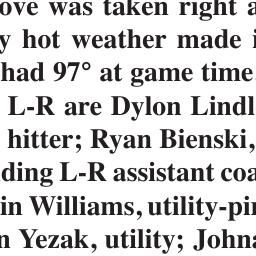 ove was taken right a
y hot weather made i
had 97° at game time.
L-R are Dylon Lindl
hitter; Ryan Bienski,
ding L-R assistant coa
in Williams, utility-pi
n Yezak, utility; Johna